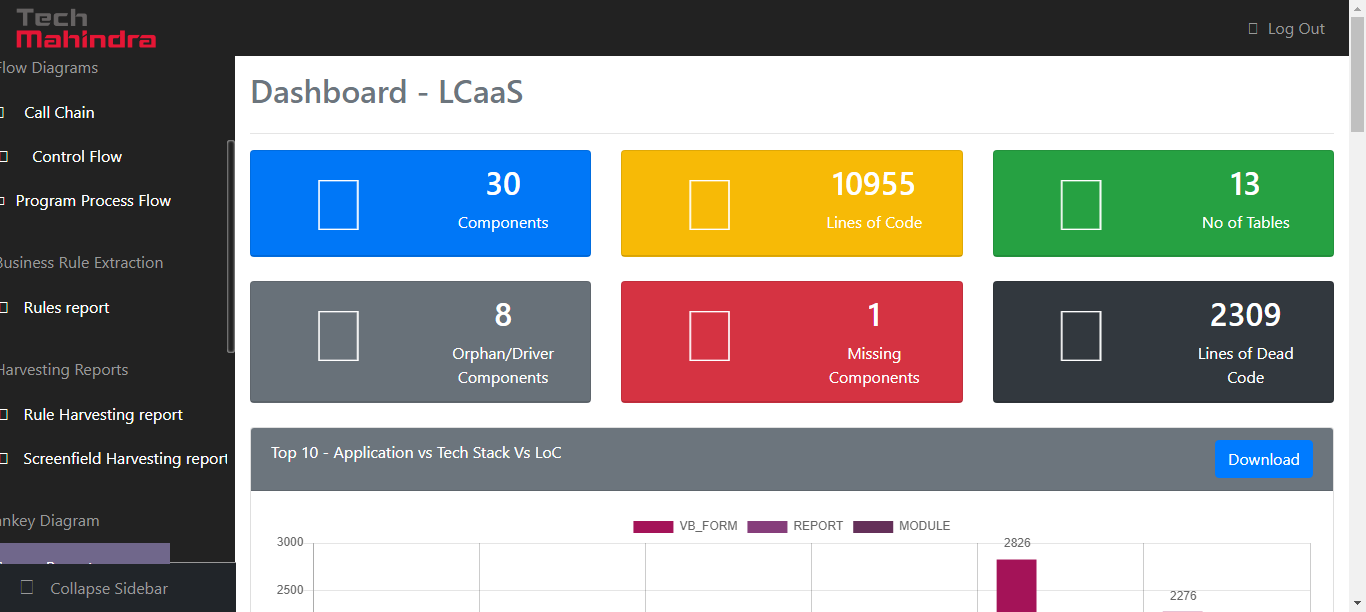 Tech
Mahindra
Log Out
Flow Diagrams
Call Chain
Control Flow
Program Process Flow
Business Rule Extraction
Rules report
Harvesting Reports
Rule Harvesting report
Screenfield Harvesting report
ankey Diagram
Collapse Sidebar
Dashboard - LCaaS
30
Components
10955
Lines of Code
13
No of Tables
8
Orphan/Driver
Components
1
Missing
Components
2309
Lines of Dead
Code
Top 10 - Application vs Tech Stack Vs LoC
Download
VB_FORM REPORT MODULE
3000
2826
2500
2276